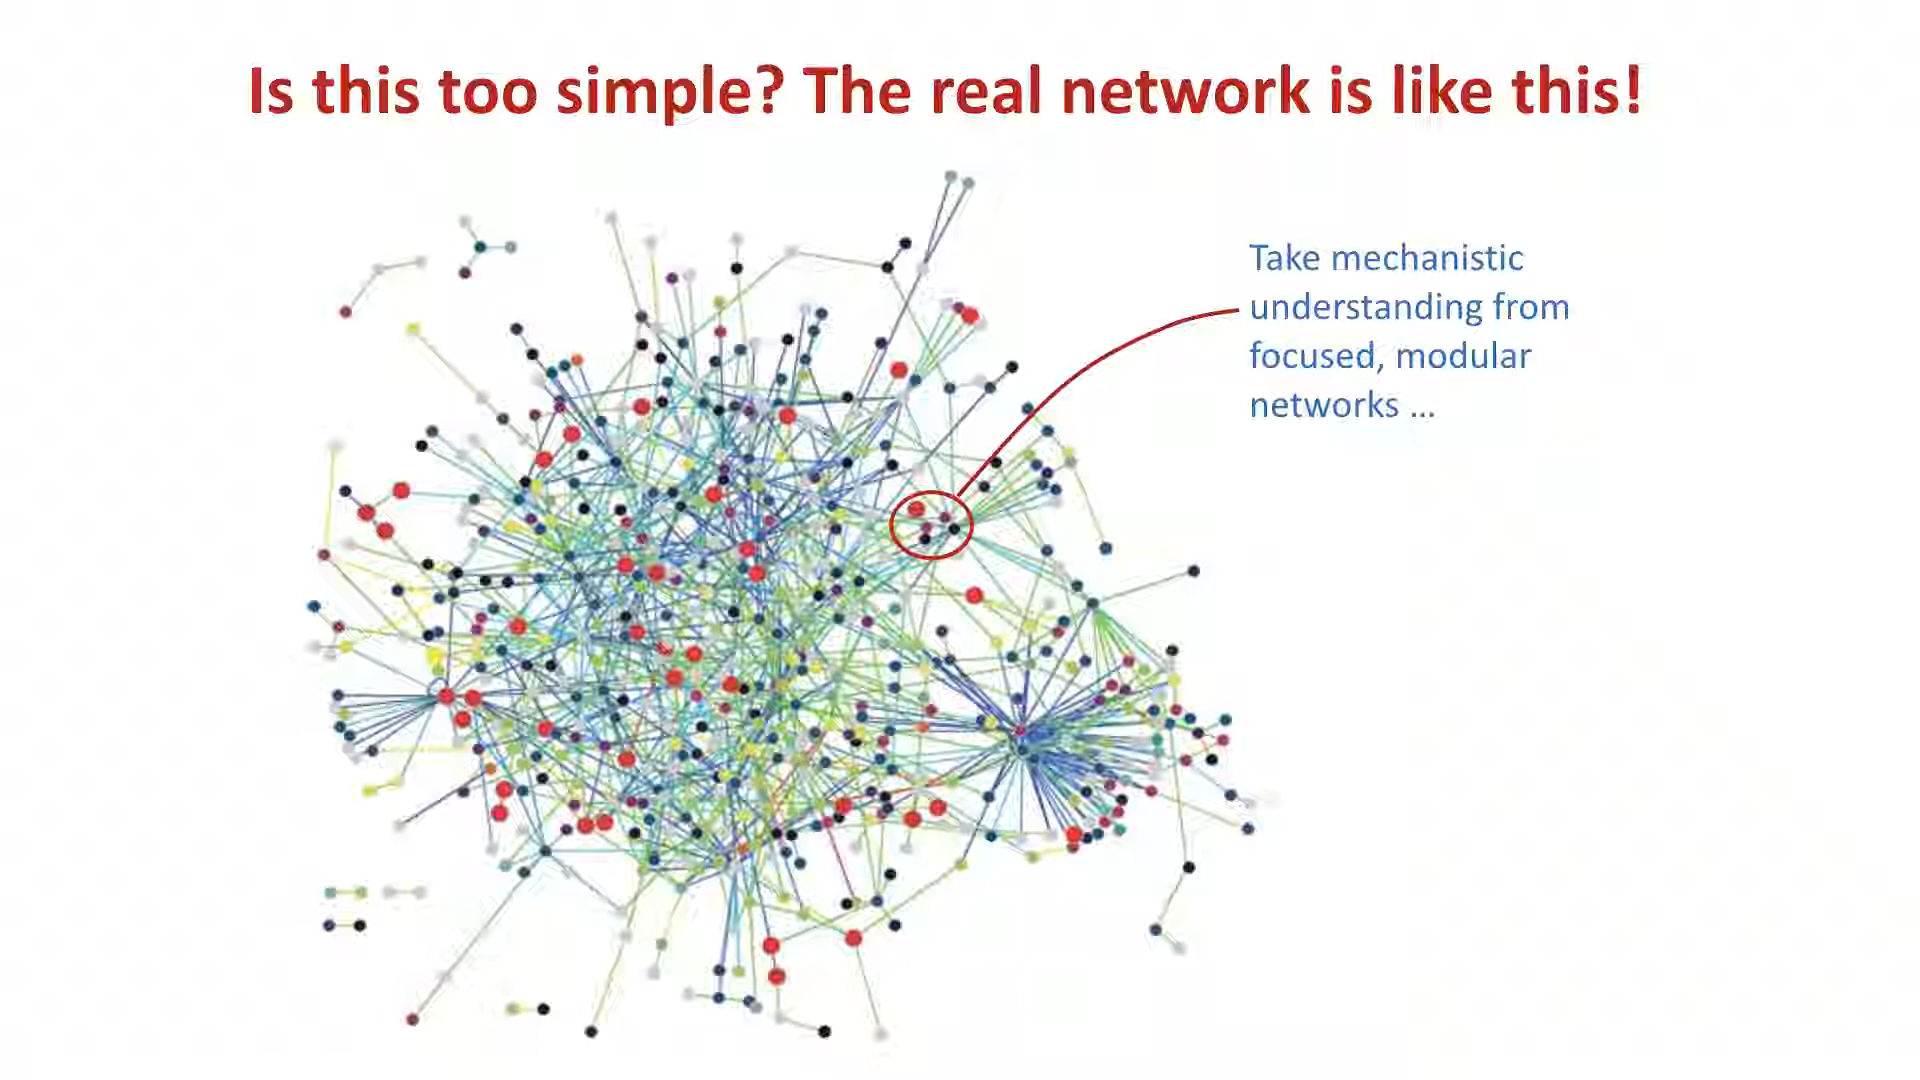 Is this too simple? The real network is like this!
Take mechanistic
understanding from
focused, modular
networks ...